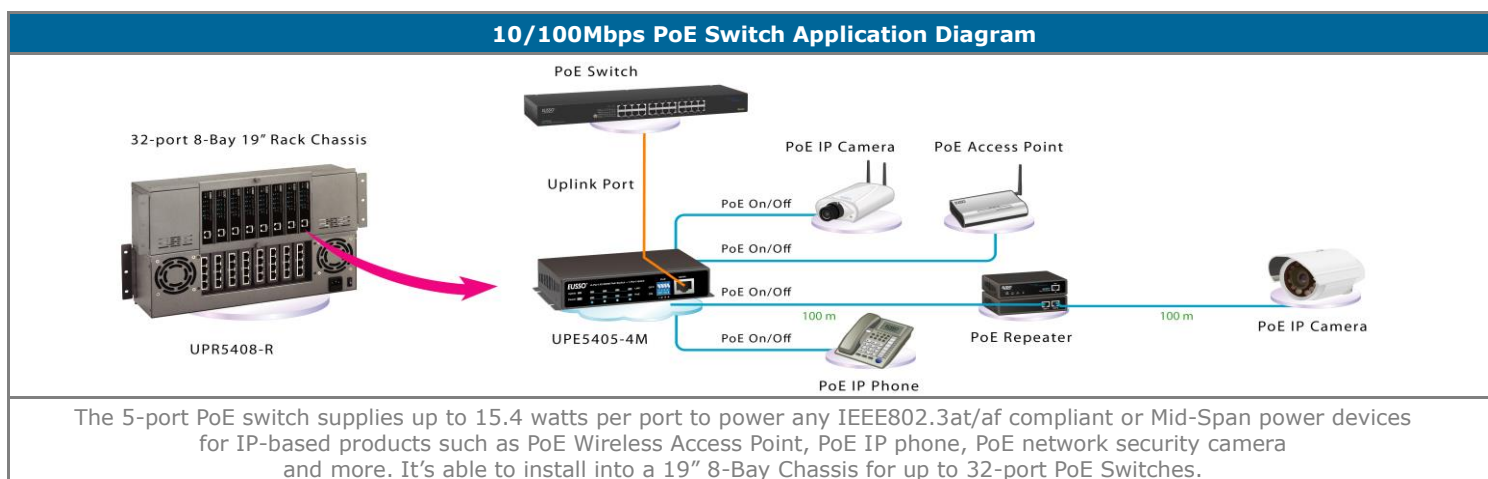 10/100Mbps PoE Switch Application Diagram
PoE Switch
32-port 8-Bay 19" Rack Chassis
PoE IP Camera
PoE Access Point
Uplink Port
PoE On/Off
PoE On/Off
FUSSO
PoE On/Off
100 m
100 m
UPR5408-R
UPE5405-4M
PoE On/Off
PoE Repeater
PoE IP Camera
PoE IP Phone
The 5-port PoE switch supplies up to 15.4 watts per port to power any IEEE802.3at/af compliant or Mid-Span power devices
for IP-based products such as PoE Wireless Access Point, PoE IP phone, PoE network security camera
and more. It’s able to install into a 19” 8-Bay Chassis for up to 32-port PoE Switches.